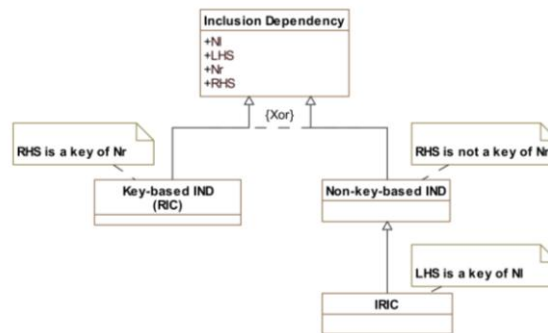 Inclusion Dependency
+Nl
+LHS
+Nr
+RHS
{Xor}
RHS is a key of Nr
RHS is not a key of Nr
Key-based IND
(RIC)
Non-key-based IND
LHS is a key of Nl
IRIC